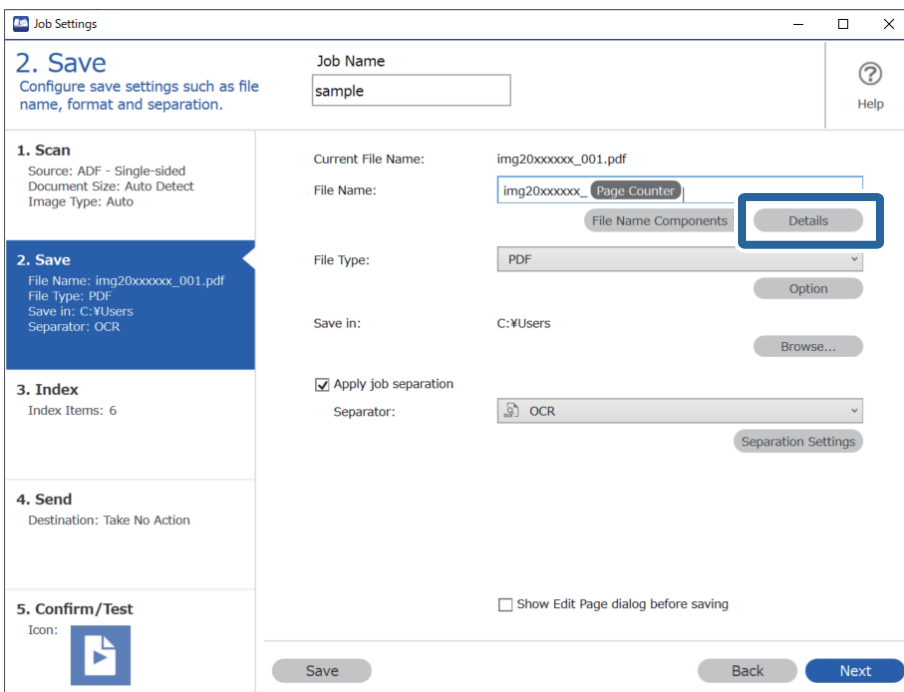 Job Settings
2. Save
Configure save settings such as file
name, format and separation.
Job Name
sample
Help
1. Scan
Source: ADF - Single-sided
Document Size: Auto Detect
Image Type: Auto
2. Save
File Name: img20xxxxxx_001.pdf
File Type: PDF
Save in: C:¥Users
Separator: OCR
3. Index
Index Items: 6
4. Send
Destination: Take No Action
5. Confirm/Test
Icon:
Current File Name: img20xxxxxx_001.pdf
File Name: img20xxxxxx_ Page Counter
File Name Components Details
File Type: PDF
Option
Save in: C:¥Users
Browse...
Apply job separation
Separator: OCR
Separation Settings
Show Edit Page dialog before saving
Save Back Next